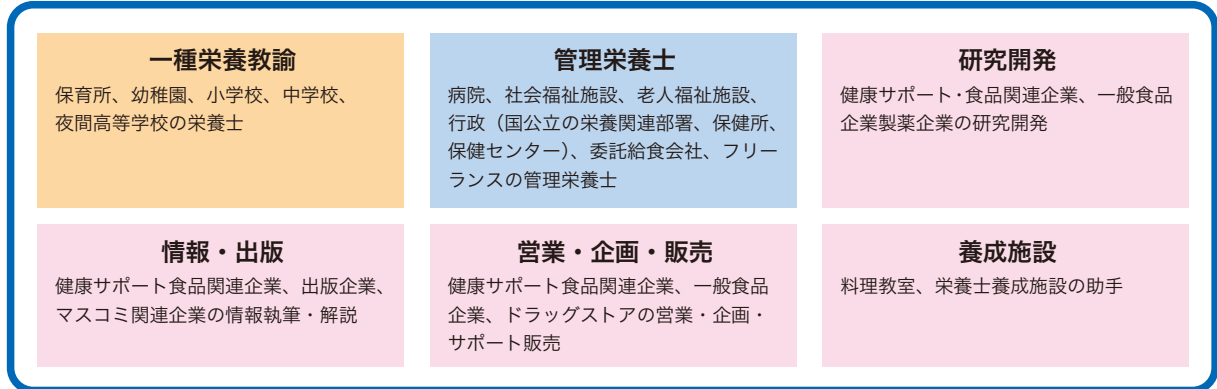 一種栄養教諭
保育所、幼稚園、小学校、中学校、
夜間高等学校の栄養士
管理栄養士
病院、社会福祉施設、老人福祉施設、
行政（国公立の栄養関連部署、保健所、
保健センター）、委託給食会社、フリー
ランスの管理栄養士
研究開発
健康サポート・食品関連企業、一般食品
企業製薬企業の研究開発
情報・出版
健康サポート食品関連企業、出版企業、
マスコミ関連企業の情報執筆・解説
営業・企画・販売
健康サポート食品関連企業、一般食品
企業、ドラッグストアの営業・企画・
サポート販売
養成施設
料理教室、栄養士養成施設の助手